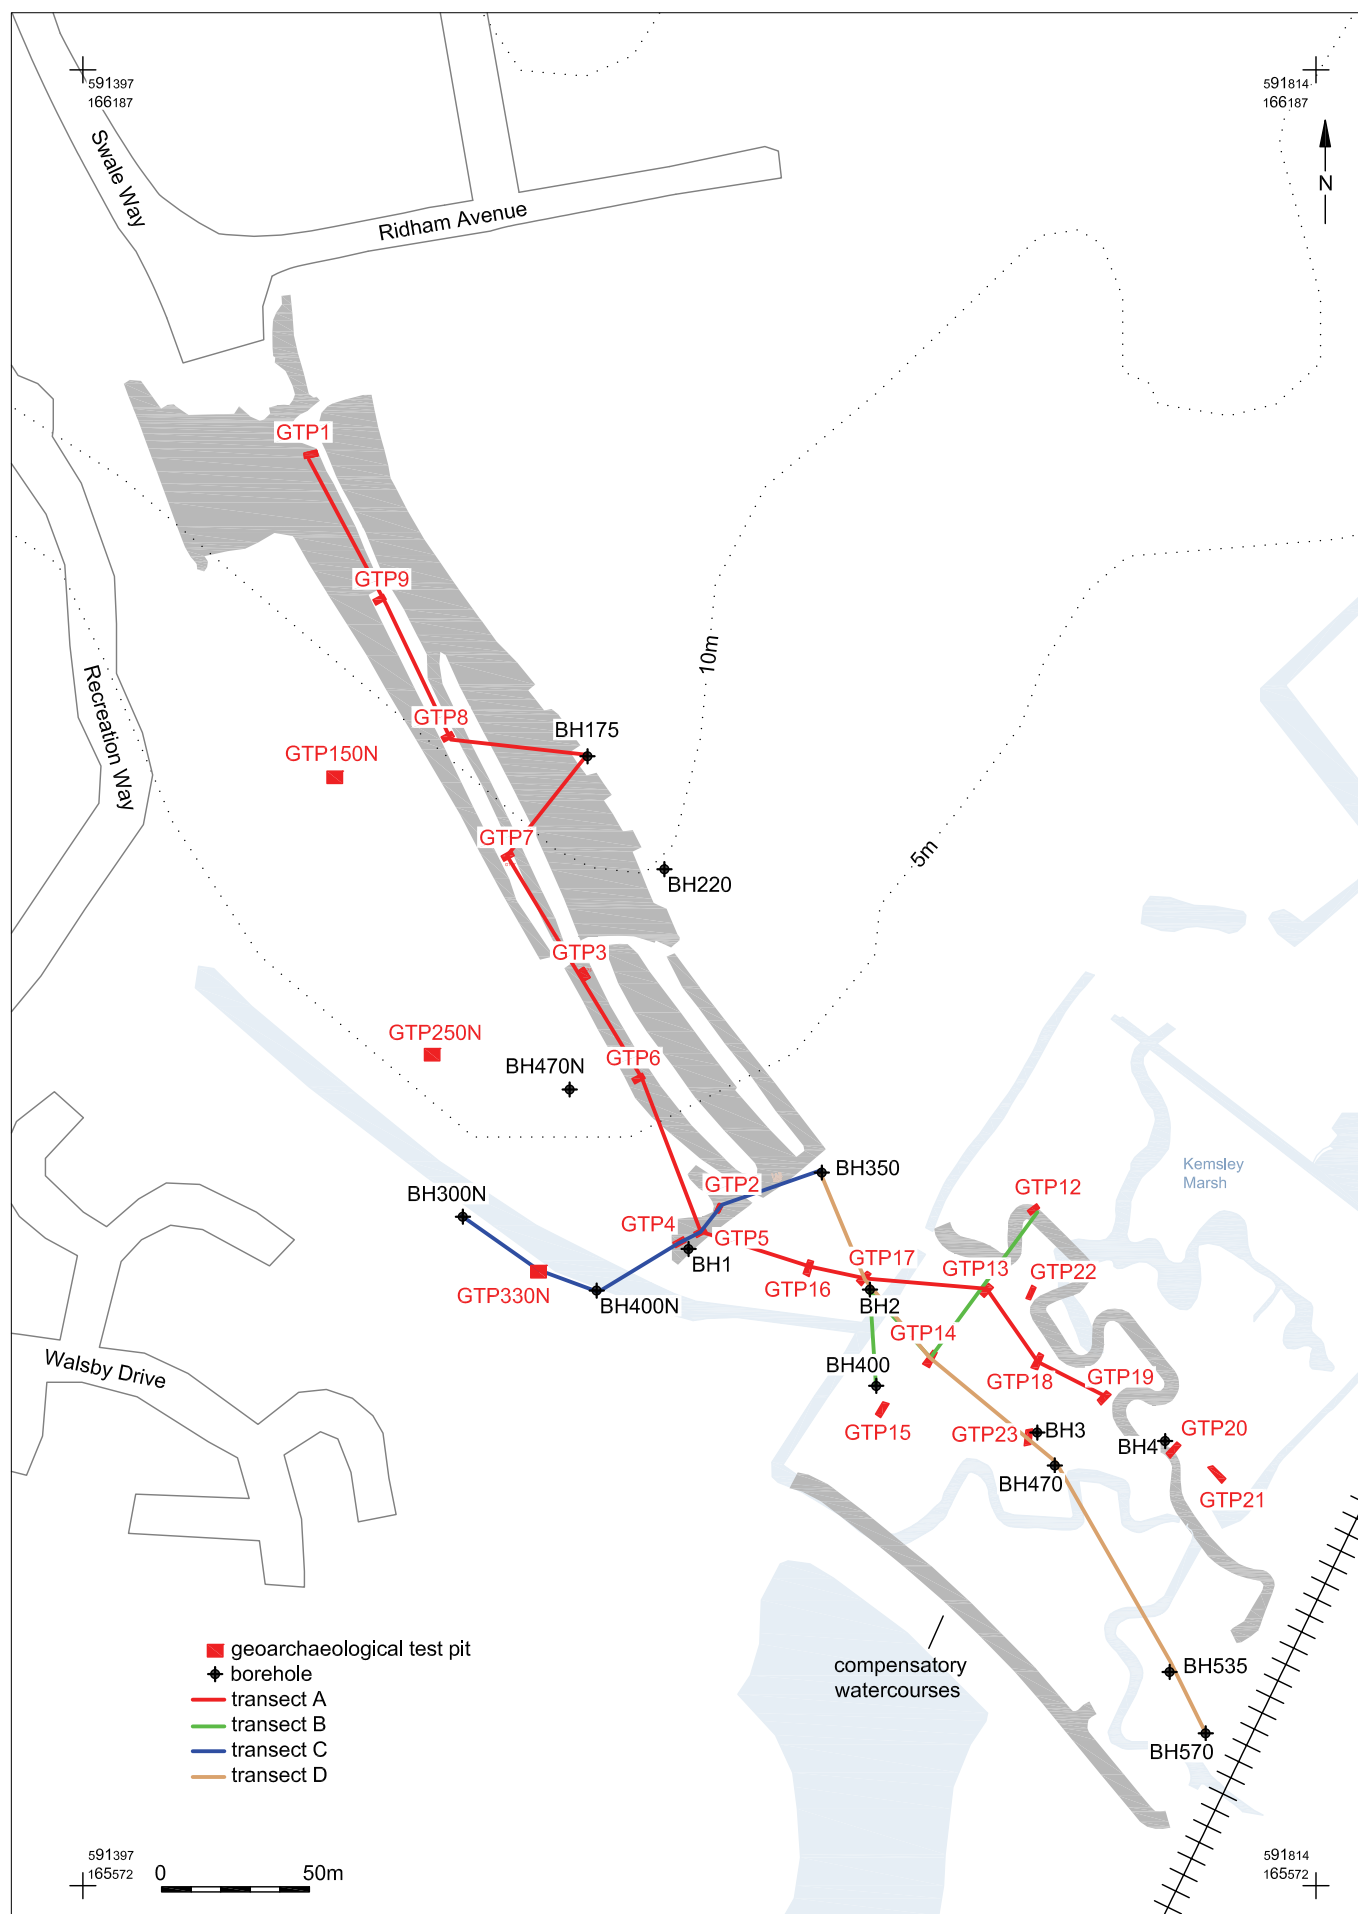 591397
166187
591814
166187
Swale Way
Ridham Avenue
N
GTP1
GTP9
10m
Recreation Way
GTP8
BH175
GTP150N
GTP7
5m
BH220
GTP3
GTP250N
GTP6
BH470N
Kemsley
Marsh
BH350
BH300N
GTP2
GTP12
GTP4
GTP5
BH1
GTP17
GTP13
GTP22
GTP16
GTP330N
BH400N
BH2
GTP14
BH400
GTP18
GTP19
Walsby Drive
GTP15
GTP23
BH3
BH4
GTP20
BH470
GTP21
geoarchaeological test pit
borehole
transect A
transect B
transect C
transect D
compensatory
watercourses
BH535
BH570
591397
165572
0
50m
591814
165572